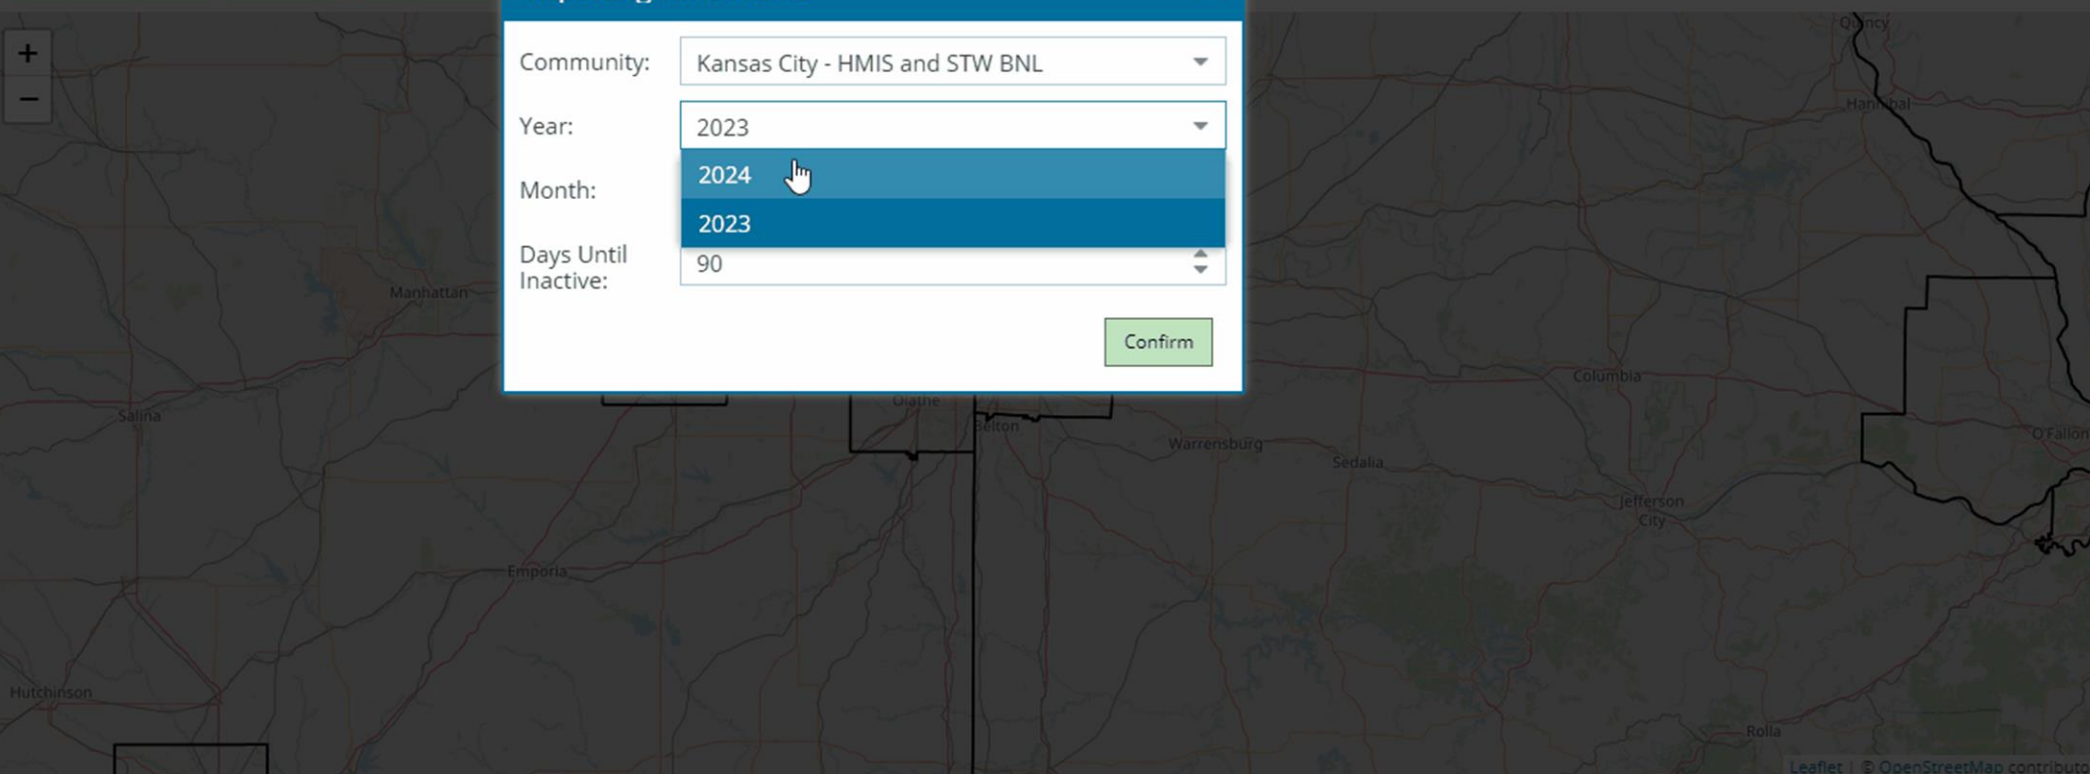 Quincy
+
Community:
Kansas City - HMIS and STW BNL
−
Hannibal
Year:
2023
2024
Month:
2023
Days Until
Inactive:
90
Manhattan
Confirm
Columbia
Salina
Olathe
Belton
O'Fallon
Warrensburg
Sedalia
Jefferson
City
Emporia
Hutchinson
Rolla
Leaflet | © OpenStreetMap contributo